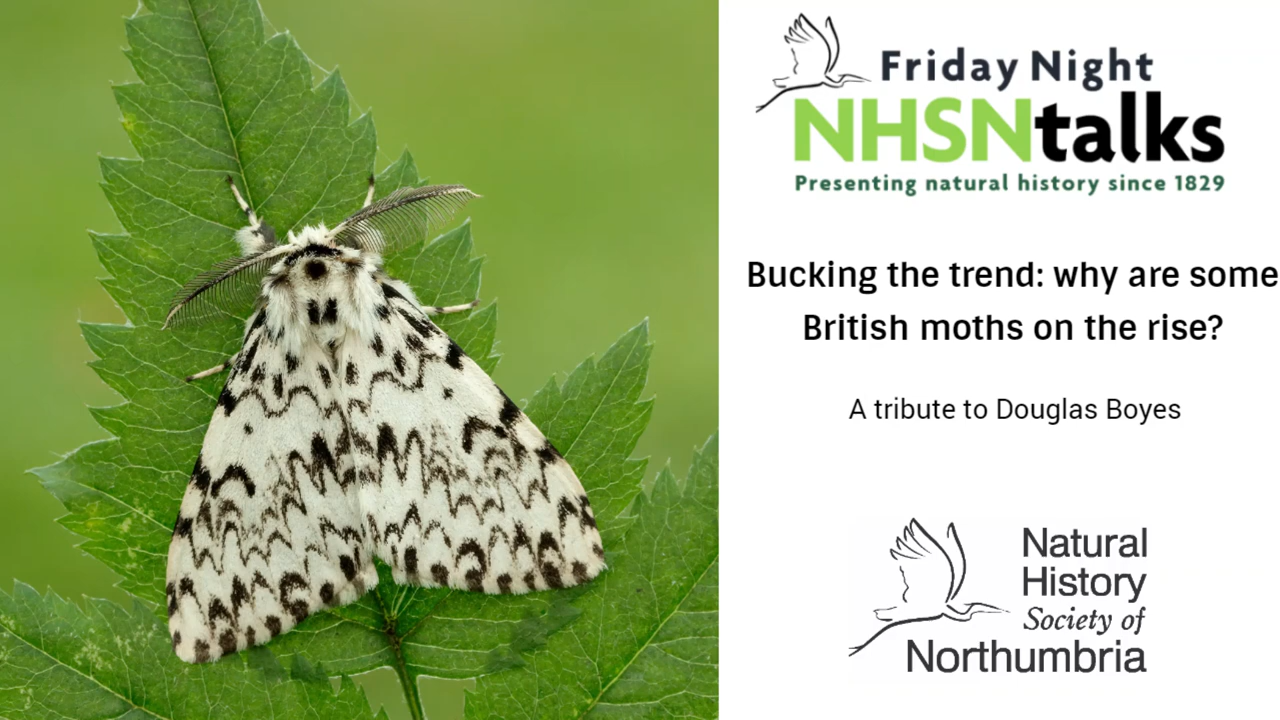 Friday Night
NHSNtalks
Presenting natural history since 1829
Bucking the trend: why are some
British moths on the rise?
A tribute to Douglas Boyes
Natural
History
Society of
Northumbria